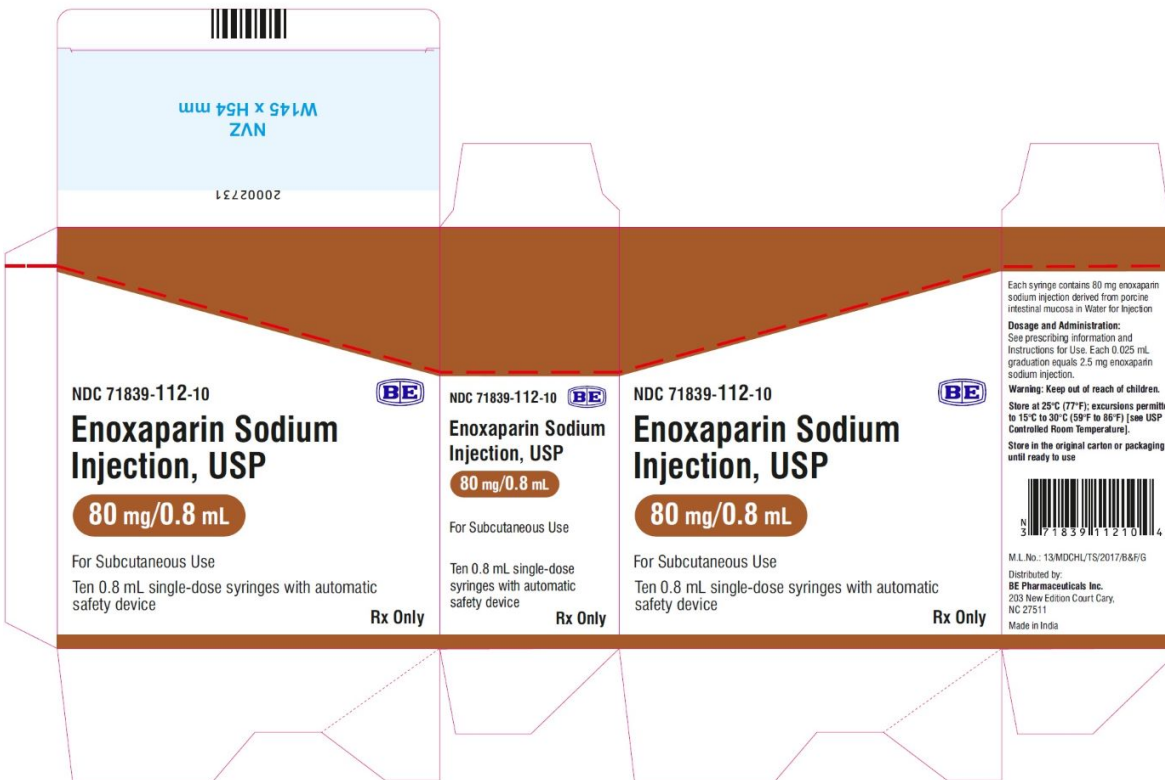 NVZ
W145 x H54 mm
20002731
NDC 71839-112-10
BE
Enoxaparin Sodium
Injection, USP
80 mg/0.8 mL
For Subcutaneous Use
Ten 0.8 mL single-dose syringes with automatic
safety device
Rx Only
NDC 71839-112-10
BE
Enoxaparin Sodium
Injection, USP
80 mg/0.8 mL
For Subcutaneous Use
Ten 0.8 mL single-dose
syringes with automatic
safety device
Rx Only
NDC 71839-112-10
BE
Enoxaparin Sodium
Injection, USP
80 mg/0.8 mL
For Subcutaneous Use
Ten 0.8 mL single-dose syringes with automatic
safety device
Rx Only
Each syringe contains 80 mg enoxaparin
sodium injection derived from porcine
intestinal mucosa in Water for Injection
Dosage and Administration:
See prescribing information and
Instructions for Use. Each 0.025 mL
graduation equals 2.5 mg enoxaparin
sodium injection.
Warning: Keep out of reach of children.
Store at 25°C (77°F); excursions permitte
to 15°C to 30°C (59°F to 86°F) [see USP
Controlled Room Temperature].
Store in the original carton or packaging
until ready to use
N
3 71839 11210 4
M.L.No.: 13/MDCHL/TS/2017/B&F/G
Distributed by:
BE Pharmaceuticals Inc.
203 New Edition Court Cary,
NC 27511
Made in India